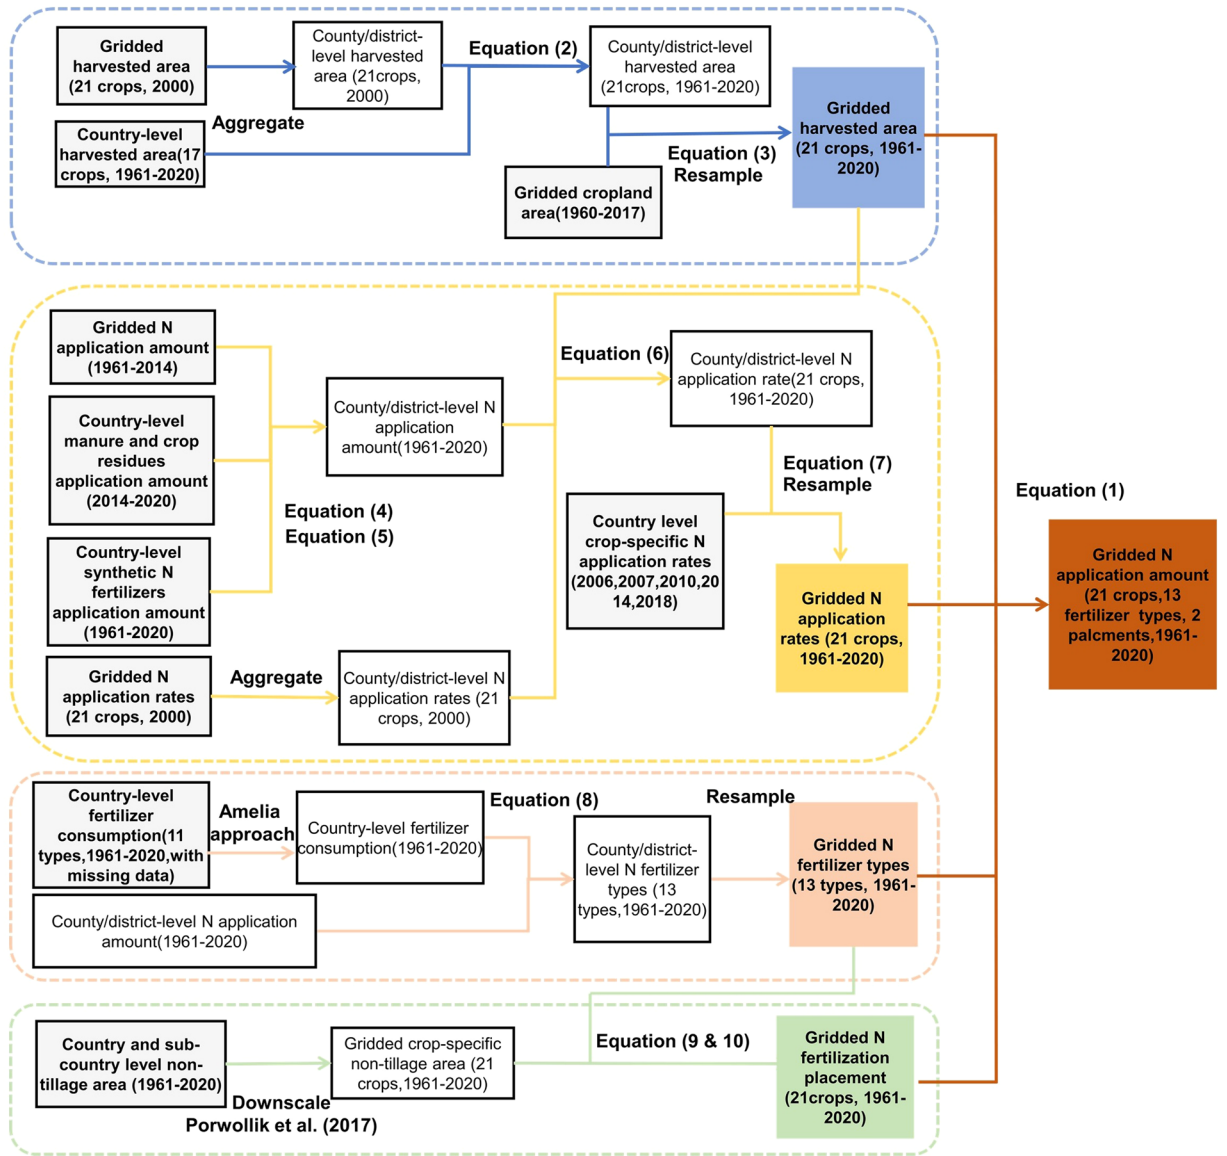 Gridded
harvested area
(21 crops, 2000)
County/district-
level harvested
area (21crops,
2000)
Equation (2)
County/district-level
harvested area
(21crops, 1961-2020)
Aggregate
Country-level
harvested area(17
crops, 1961-2020)
Equation (3)
Resample
Gridded cropland
area(1960-2017)
Gridded
harvested area
(21 crops, 1961-
2020)
Gridded N
application amount
(1961-2014)
Country-level
manure and crop
residues
application amount
(2014-2020)
Country-level
synthetic N
fertilizers
application amount
(1961-2020)
Equation (4)
Equation (5)
County/district-level N
application
amount(1961-2020)
Gridded N
application rates
(21 crops, 2000)
Aggregate
County/district-level N
application rates (21
crops, 2000)
Equation (6)
County/district-level N
application rate(21 crops,
1961-2020)
Equation (7)
Resample
Country level
crop-specific N
application rates
(2006,2007,2010,20
14,2018)
Gridded N
application
rates (21 crops,
1961-2020)
Equation (1)
Gridded N
application amount
(21 crops,13
fertilizer types, 2
palcments,1961-
2020)
Country-level
fertilizer
consumption(11
types,1961-2020,with
missing data)
Amelia
approach
Country-level fertilizer
consumption(1961-2020)
Equation (8)
County/district-level N application
amount(1961-2020)
County/district-
level N fertilizer
types (13
types,1961-2020)
Resample
Gridded N
fertilizer types
(13 types, 1961-
2020)
Country and sub-
country level non-
tillage area (1961-2020)
Downscale
Porwollik et al. (2017)
Gridded crop-specific
non-tillage area (21
crops,1961-2020)
Equation (9 & 10)
Gridded N
fertilization
placement
(21crops, 1961-
2020)